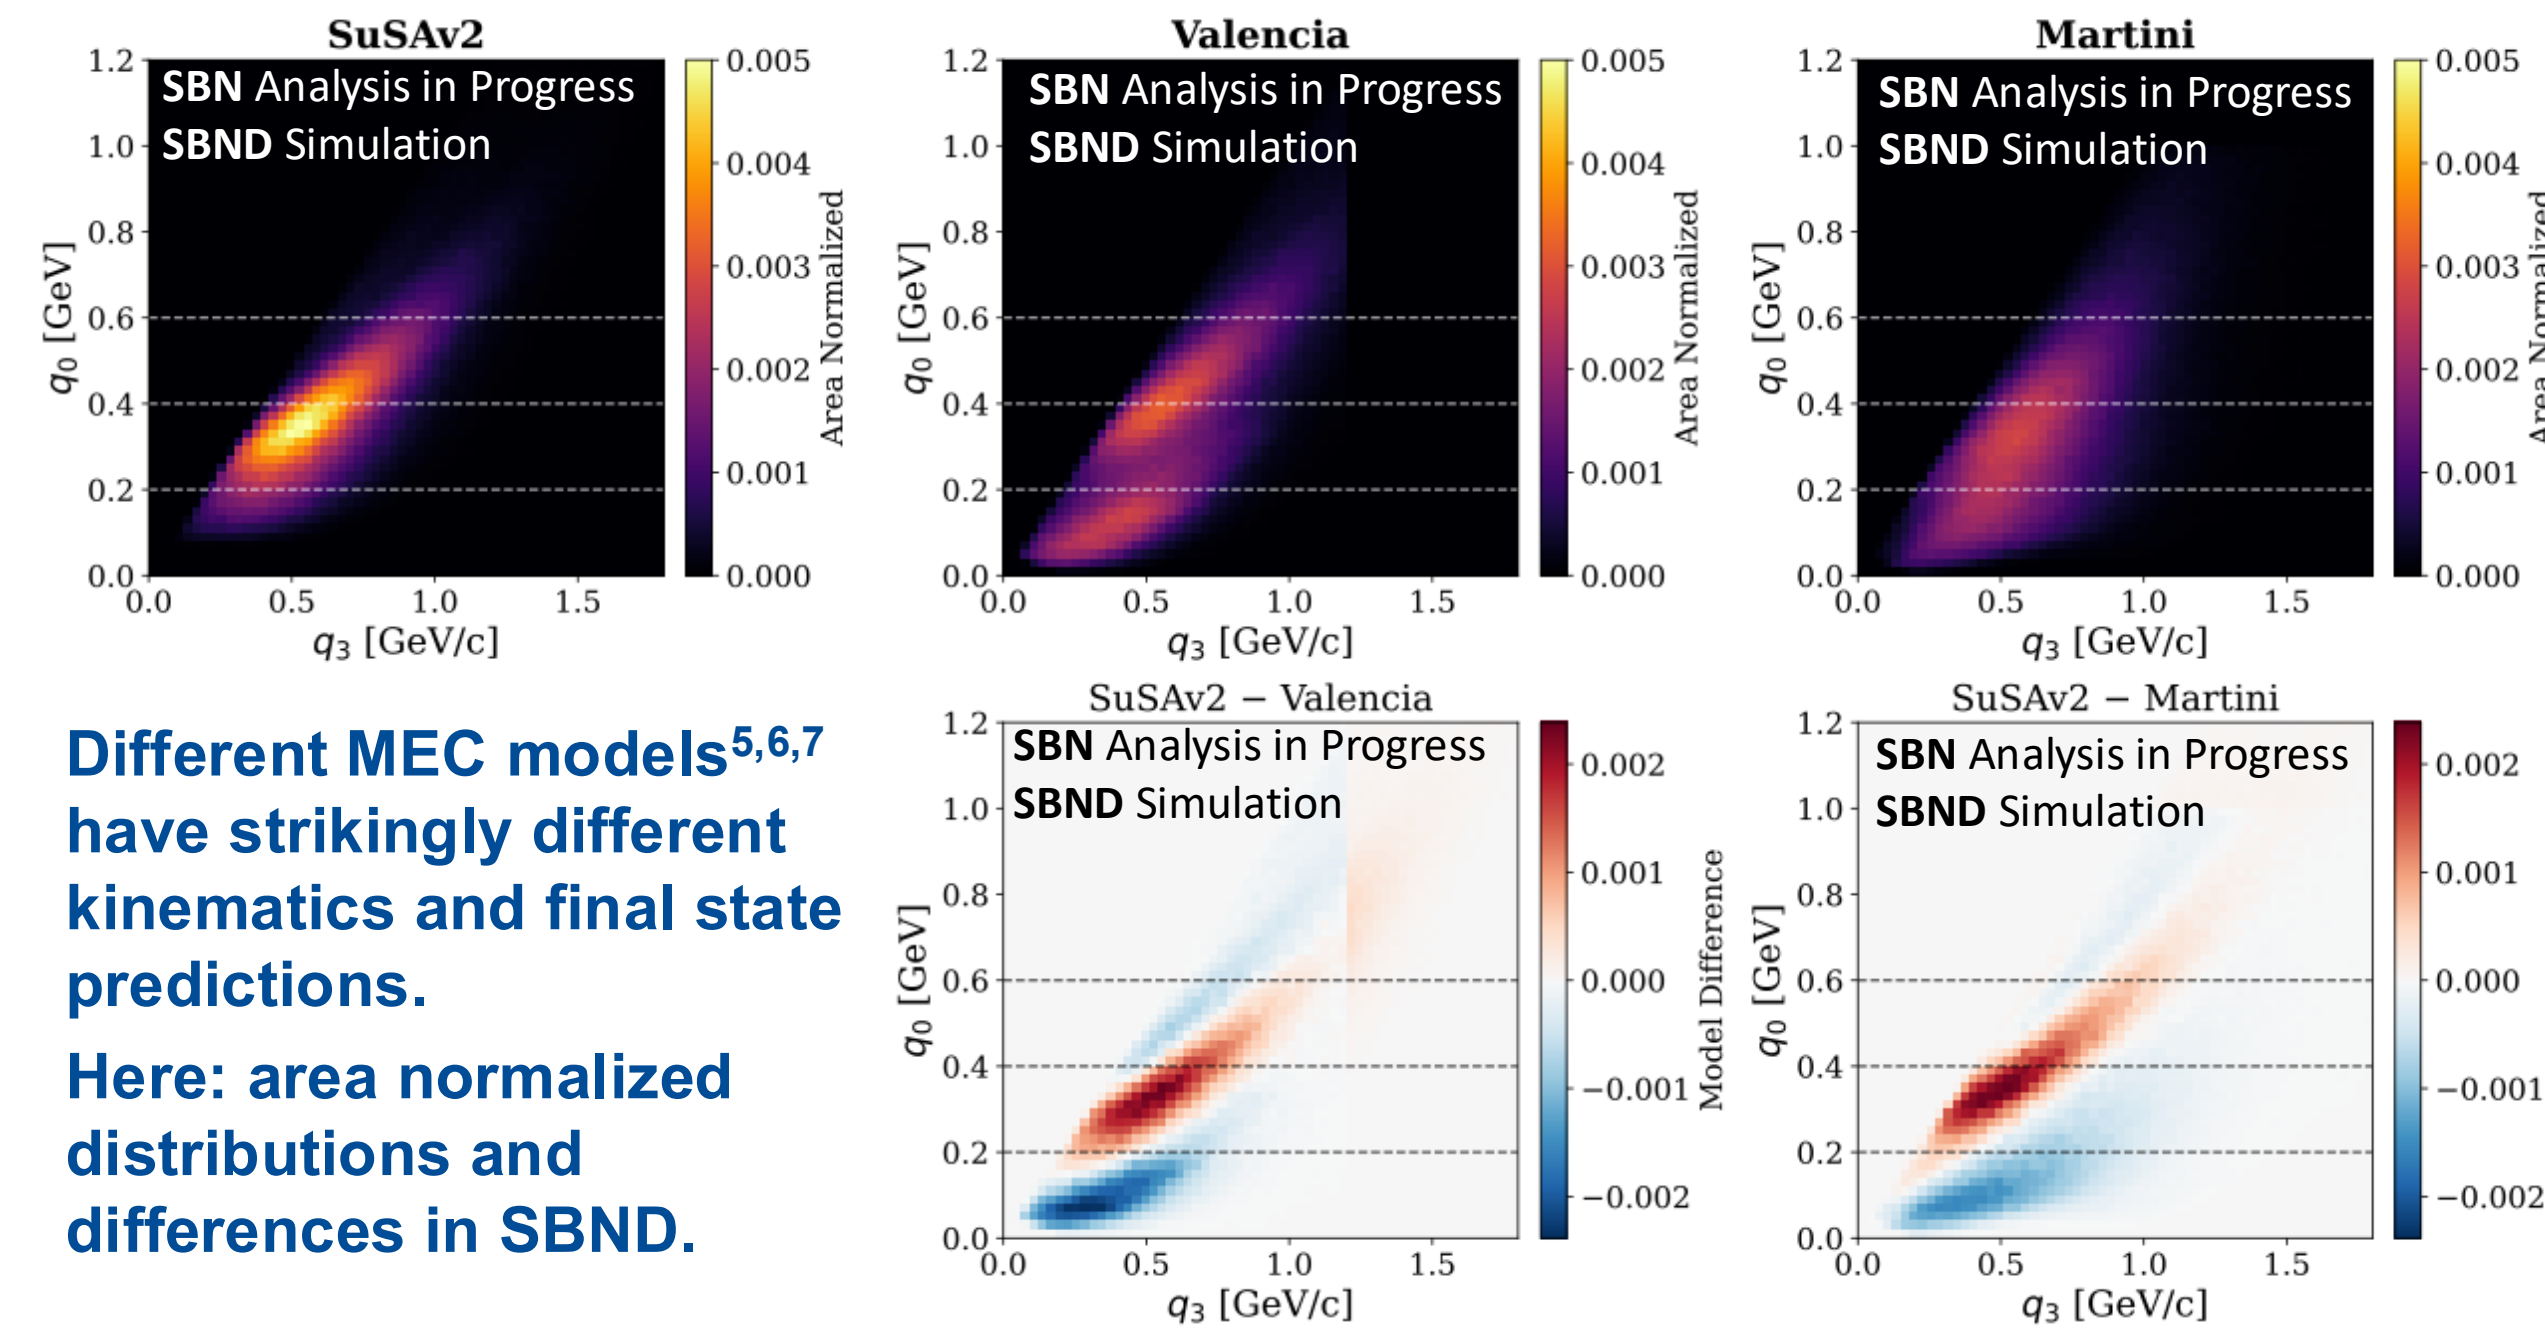 SuSAv2
SBN Analysis in Progress
SBND Simulation
1.2
1.0
0.8
0.6
0.4
0.2
0.0
0.0 0.5 1.0 1.5
q₀ [GeV]
q₃ [GeV/c]
0.005
0.004
0.003
0.002
0.001
0.000
Area Normalized
Valencia
SBN Analysis in Progress
SBND Simulation
1.2
1.0
0.8
0.6
0.4
0.2
0.0
0.0 0.5 1.0 1.5
q₀ [GeV]
q₃ [GeV/c]
0.005
0.004
0.003
0.002
0.001
0.000
Area Normalized
Martini
SBN Analysis in Progress
SBND Simulation
1.2
1.0
0.8
0.6
0.4
0.2
0.0
0.0 0.5 1.0 1.5
q₀ [GeV]
q₃ [GeV/c]
0.005
0.004
0.003
0.002
0.001
0.000
Area Normalized
Different MEC models⁵,⁶,⁷
have strikingly different
kinematics and final state
predictions.
Here: area normalized
distributions and
differences in SBND.
SuSAv2 − Valencia
SBN Analysis in Progress
SBND Simulation
1.2
1.0
0.8
0.6
0.4
0.2
0.0
0.0 0.5 1.0 1.5
q₀ [GeV]
q₃ [GeV/c]
0.002
0.001
0.000
−0.001
−0.002
Model Difference
SuSAv2 − Martini
SBN Analysis in Progress
SBND Simulation
1.2
1.0
0.8
0.6
0.4
0.2
0.0
0.0 0.5 1.0 1.5
q₀ [GeV]
q₃ [GeV/c]
0.002
0.001
0.000
−0.001
−0.002